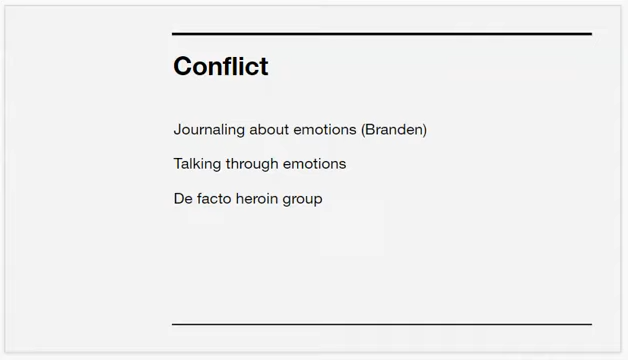 Conflict
Journaling about emotions (Branden)
Talking through emotions
De facto heroin group